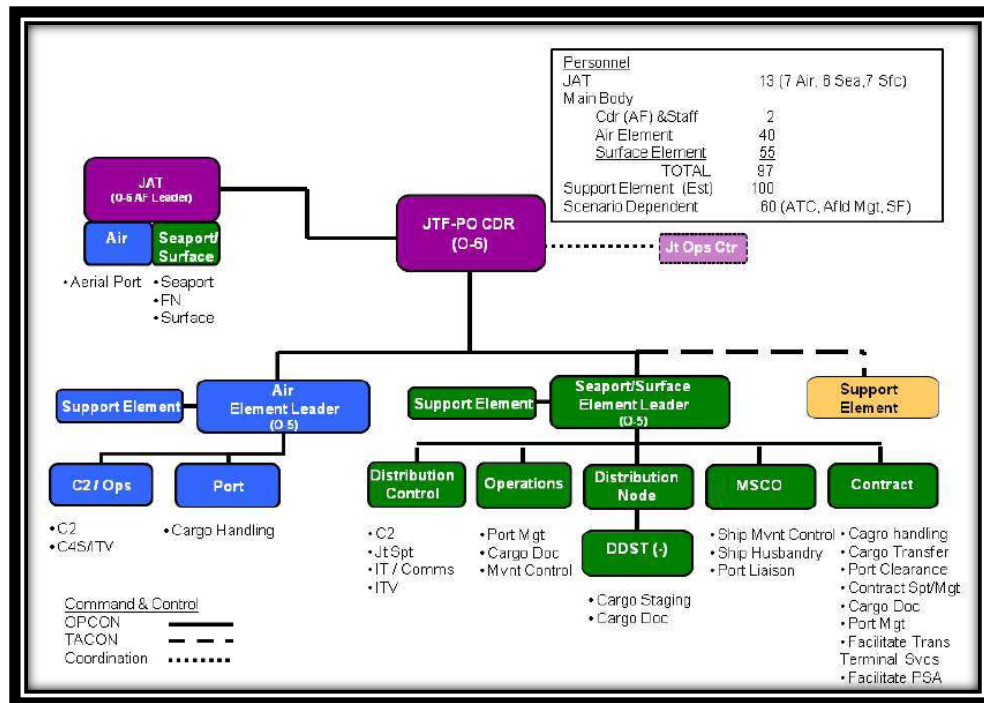 Personnel
JAT 13 (7 Air, 6 Sea,7 Sfc)
Main Body
Cdr (AF) &Staff 2
Air Element 40
Surface Element 55
TOTAL 97
Support Element (Est) 100
Scenario Dependent 60 (ATC, Afld Mgt, SF)
JAT
(O-6 AF Leader)
Air
Seaport/
Surface
• Aerial Port
• Seaport
• FN
• Surface
JTF-PO CDR
(O-6)
Jt Ops Ctr
Support Element
Air
Element Leader
(O-5)
Support Element
Seaport/Surface
Element Leader
(O-5)
Support
Element
C2 / Ops
• C2
• C4S/ITV
Port
• Cargo Handling
Distribution
Control
• C2
• Jt Spt
• IT / Comms
• ITV
Operations
• Port Mgt
• Cargo Doc
• Mvnt Control
Distribution
Node
DDST (-)
• Cargo Staging
• Cargo Doc
MSCO
• Ship Mvnt Control
• Ship Husbandry
• Port Liaison
Contract
• Cagro handling
• Cargo Transfer
• Port Clearance
• Contract Spt/Mgt
• Cargo Doc
• Port Mgt
• Facilitate Trans
Terminal Svcs
• Facilitate PSA
Command & Control
OPCON
TACON
Coordination